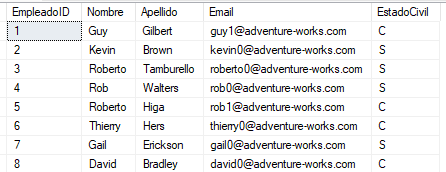 EmpleadoID Nombre Apellido Email EstadoCivil
1 Guy Gilbert guy1@adventure-works.com C
2 Kevin Brown kevin0@adventure-works.com S
3 Roberto Tamburello roberto0@adventure-works.com S
4 Rob Walters rob0@adventure-works.com S
5 Roberto Higa rob1@adventure-works.com C
6 Thierry Hers thierry0@adventure-works.com C
7 Gail Erickson gail0@adventure-works.com S
8 David Bradley david0@adventure-works.com C